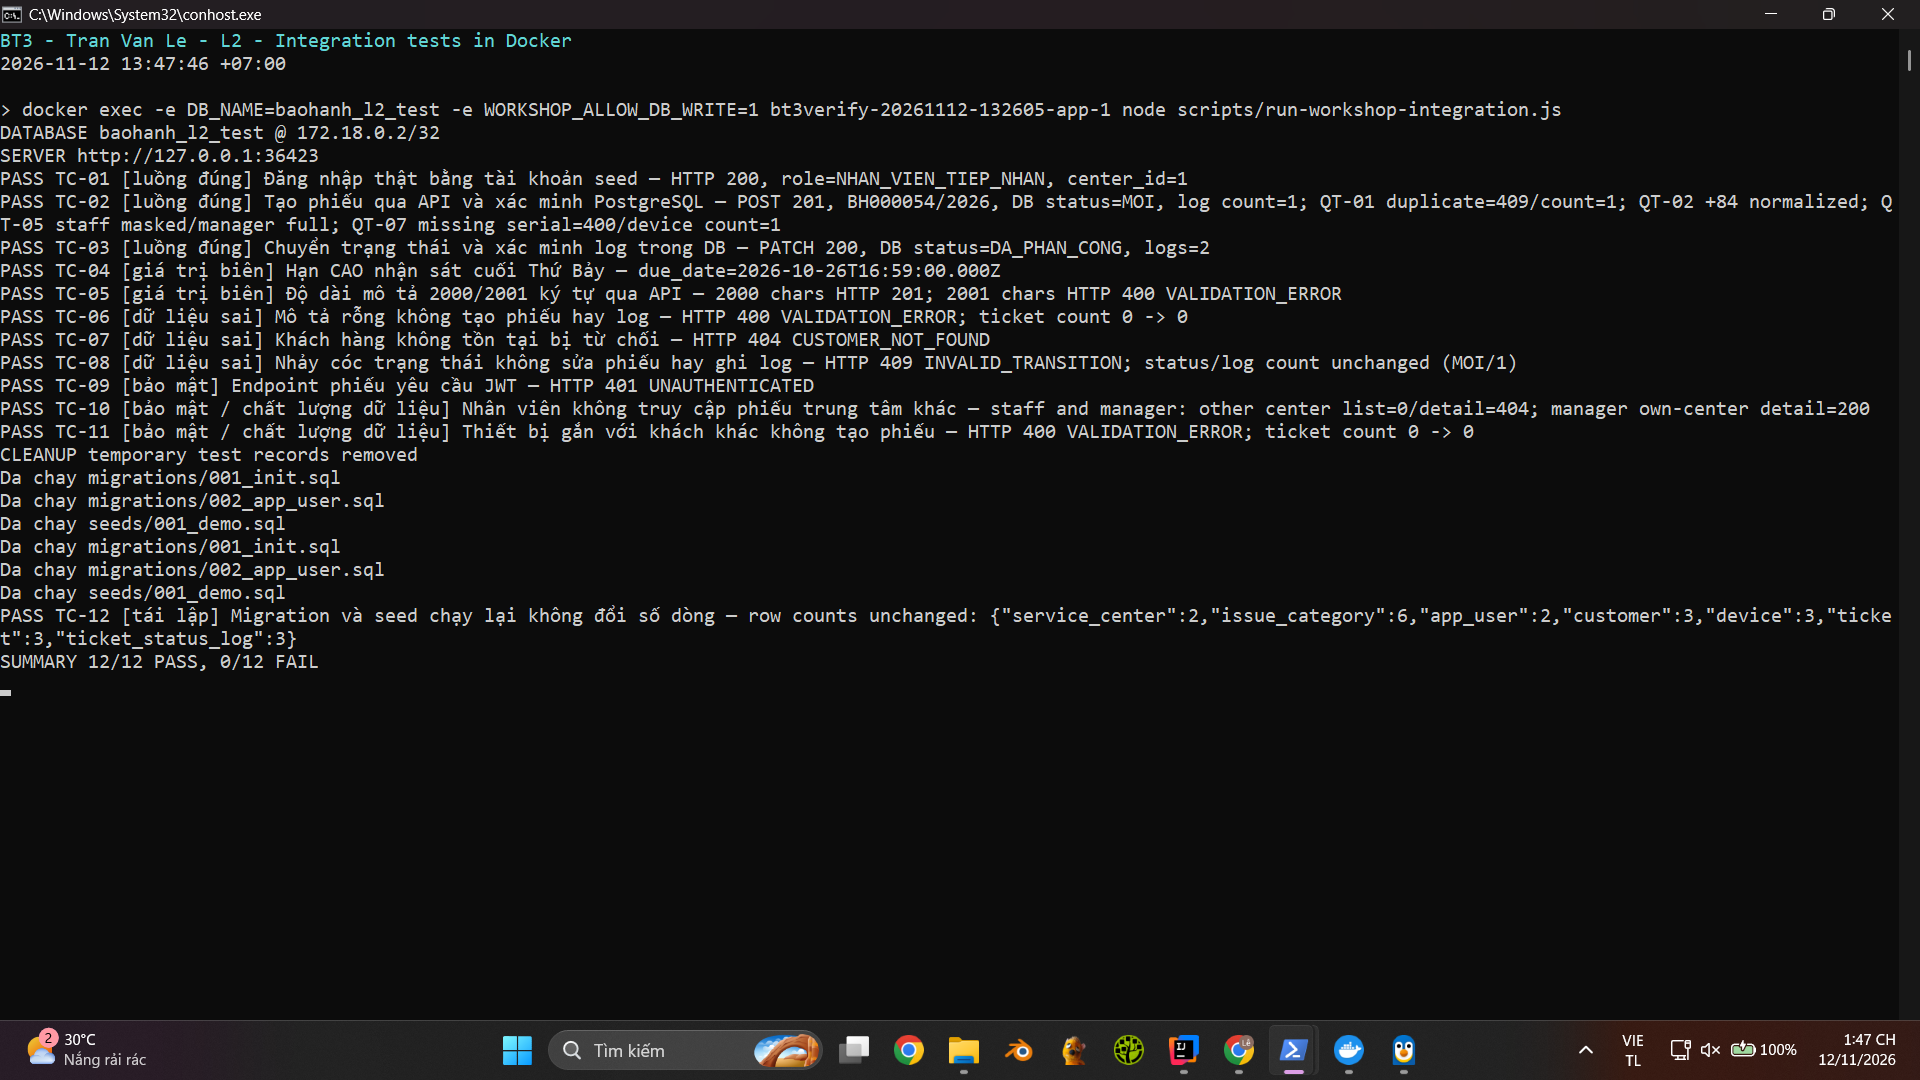 C:\Windows\System32\conhost.exe
BT3 - Tran Van Le - L2 - Integration tests in Docker
2026-11-12 13:47:46 +07:00
> docker exec -e DB_NAME=baohanh_l2_test -e WORKSHOP_ALLOW_DB_WRITE=1 bt3verify-20261112-132605-app-1 node scripts/run-workshop-integration.js
DATABASE baohanh_l2_test @ 172.18.0.2/32
SERVER http://127.0.0.1:36423
PASS TC-01 [luồng đúng] Đăng nhập thật bằng tài khoản seed — HTTP 200, role=NHAN_VIEN_TIEP_NHAN, center_id=1
PASS TC-02 [luồng đúng] Tạo phiếu qua API và xác minh PostgreSQL — POST 201, BH000054/2026, DB status=MOI, log count=1; QT-01 duplicate=409/count=1; QT-02 +84 normalized; Q
T-05 staff masked/manager full; QT-07 missing serial=400/device count=1
PASS TC-03 [luồng đúng] Chuyển trạng thái và xác minh log trong DB — PATCH 200, DB status=DA_PHAN_CONG, logs=2
PASS TC-04 [giá trị biên] Hạn CAO nhận sát cuối Thứ Bảy — due_date=2026-10-26T16:59:00.000Z
PASS TC-05 [giá trị biên] Độ dài mô tả 2000/2001 ký tự qua API — 2000 chars HTTP 201; 2001 chars HTTP 400 VALIDATION_ERROR
PASS TC-06 [dữ liệu sai] Mô tả rỗng không tạo phiếu hay log — HTTP 400 VALIDATION_ERROR; ticket count 0 -> 0
PASS TC-07 [dữ liệu sai] Khách hàng không tồn tại bị từ chối — HTTP 404 CUSTOMER_NOT_FOUND
PASS TC-08 [dữ liệu sai] Nhảy cóc trạng thái không sửa phiếu hay ghi log — HTTP 409 INVALID_TRANSITION; status/log count unchanged (MOI/1)
PASS TC-09 [bảo mật] Endpoint phiếu yêu cầu JWT — HTTP 401 UNAUTHENTICATED
PASS TC-10 [bảo mật / chất lượng dữ liệu] Nhân viên không truy cập phiếu trung tâm khác — staff and manager: other center list=0/detail=404; manager own-center detail=200
PASS TC-11 [bảo mật / chất lượng dữ liệu] Thiết bị gắn với khách khác không tạo phiếu — HTTP 400 VALIDATION_ERROR; ticket count 0 -> 0
CLEANUP temporary test records removed
Da chay migrations/001_init.sql
Da chay migrations/002_app_user.sql
Da chay seeds/001_demo.sql
Da chay migrations/001_init.sql
Da chay migrations/002_app_user.sql
Da chay seeds/001_demo.sql
PASS TC-12 [tái lập] Migration và seed chạy lại không đổi số dòng — row counts unchanged: {"service_center":2,"issue_category":6,"app_user":2,"customer":3,"device":3,"ticke
t":3,"ticket_status_log":3}
SUMMARY 12/12 PASS, 0/12 FAIL
2
30°C
Nắng rải rác
Tìm kiếm
VIE
TL
100%
1:47 CH
12/11/2026